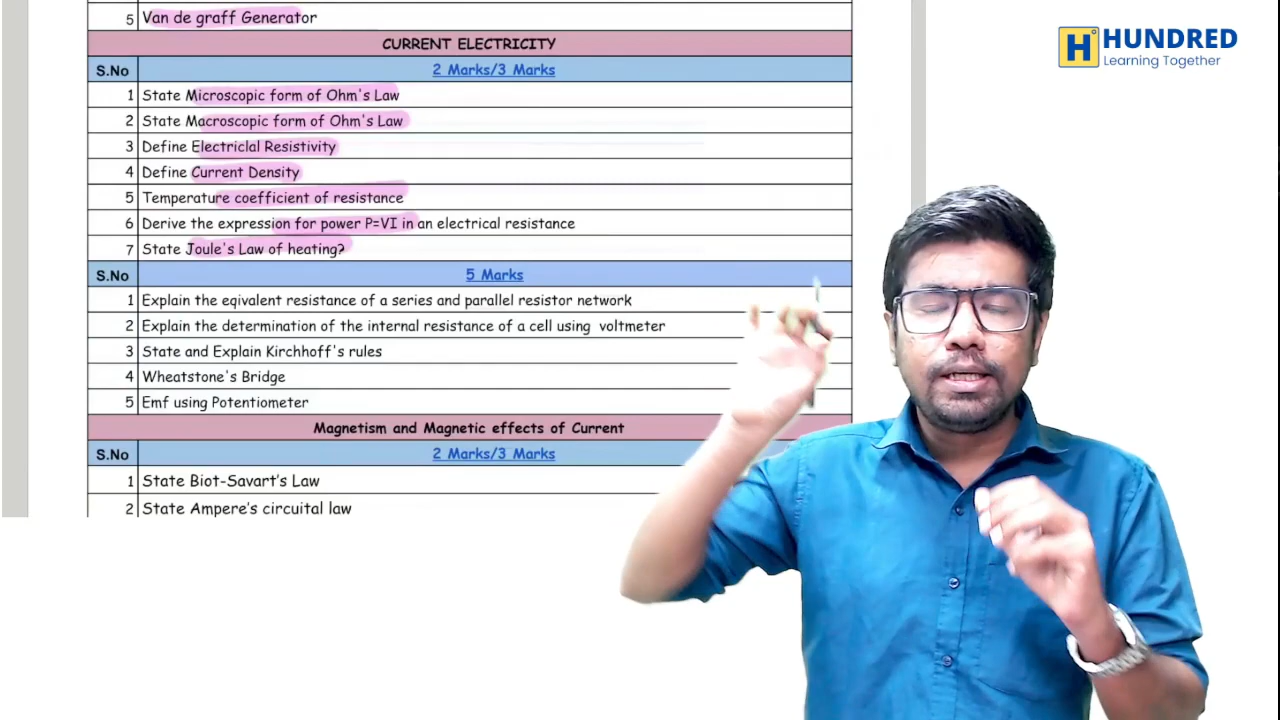 5 Van de graff Generator
CURRENT ELECTRICITY
S.No 2 Marks/3 Marks
1 State Microscopic form of Ohm's Law
2 State Macroscopic form of Ohm's Law
3 Define Electriclal Resistivity
4 Define Current Density
5 Temperature coefficient of resistance
6 Derive the expression for power P=VI in an electrical resistance
7 State Joule's Law of heating?
S.No 5 Marks
1 Explain the eqivalent resistance of a series and parallel resistor network
2 Explain the determination of the internal resistance of a cell using voltmeter
3 State and Explain Kirchhoff's rules
4 Wheatstone's Bridge
5 Emf using Potentiometer
Magnetism and Magnetic effects of Current
S.No 2 Marks/3 Marks
1 State Biot-Savart's Law
2 State Ampere's circuital law
H HUNDRED
Learning Together